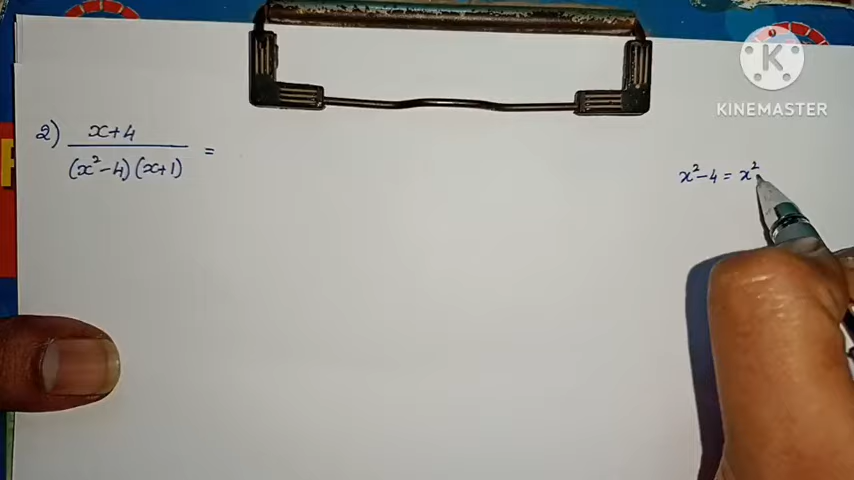 2) x+4 / (x²-4)(x+1) =
x²-4 = x²
KINEMASTER